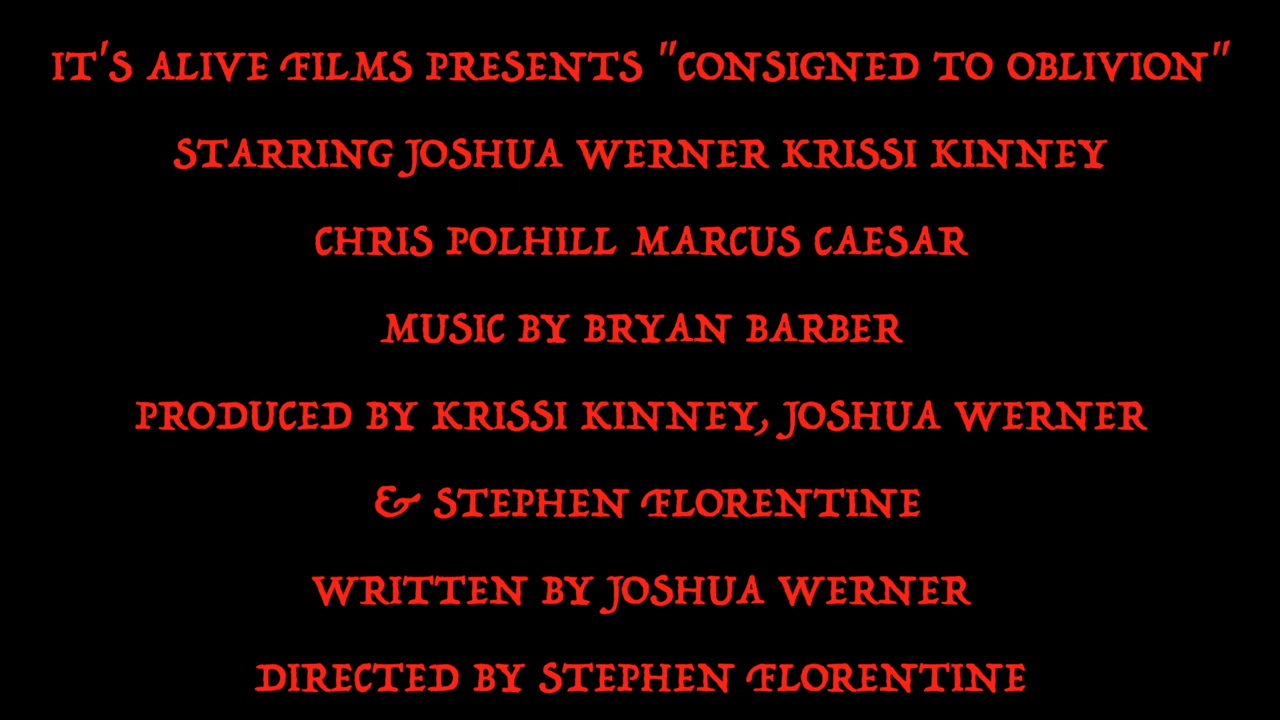 IT'S ALIVE FILMS PRESENTS "CONSIGNED TO OBLIVION"
STARRING JOSHUA WERNER KRISSI KINNEY
CHRIS POLHILL MARCUS CAESAR
MUSIC BY BRYAN BARBER
PRODUCED BY KRISSI KINNEY, JOSHUA WERNER
& STEPHEN FLORENTINE
WRITTEN BY JOSHUA WERNER
DIRECTED BY STEPHEN FLORENTINE